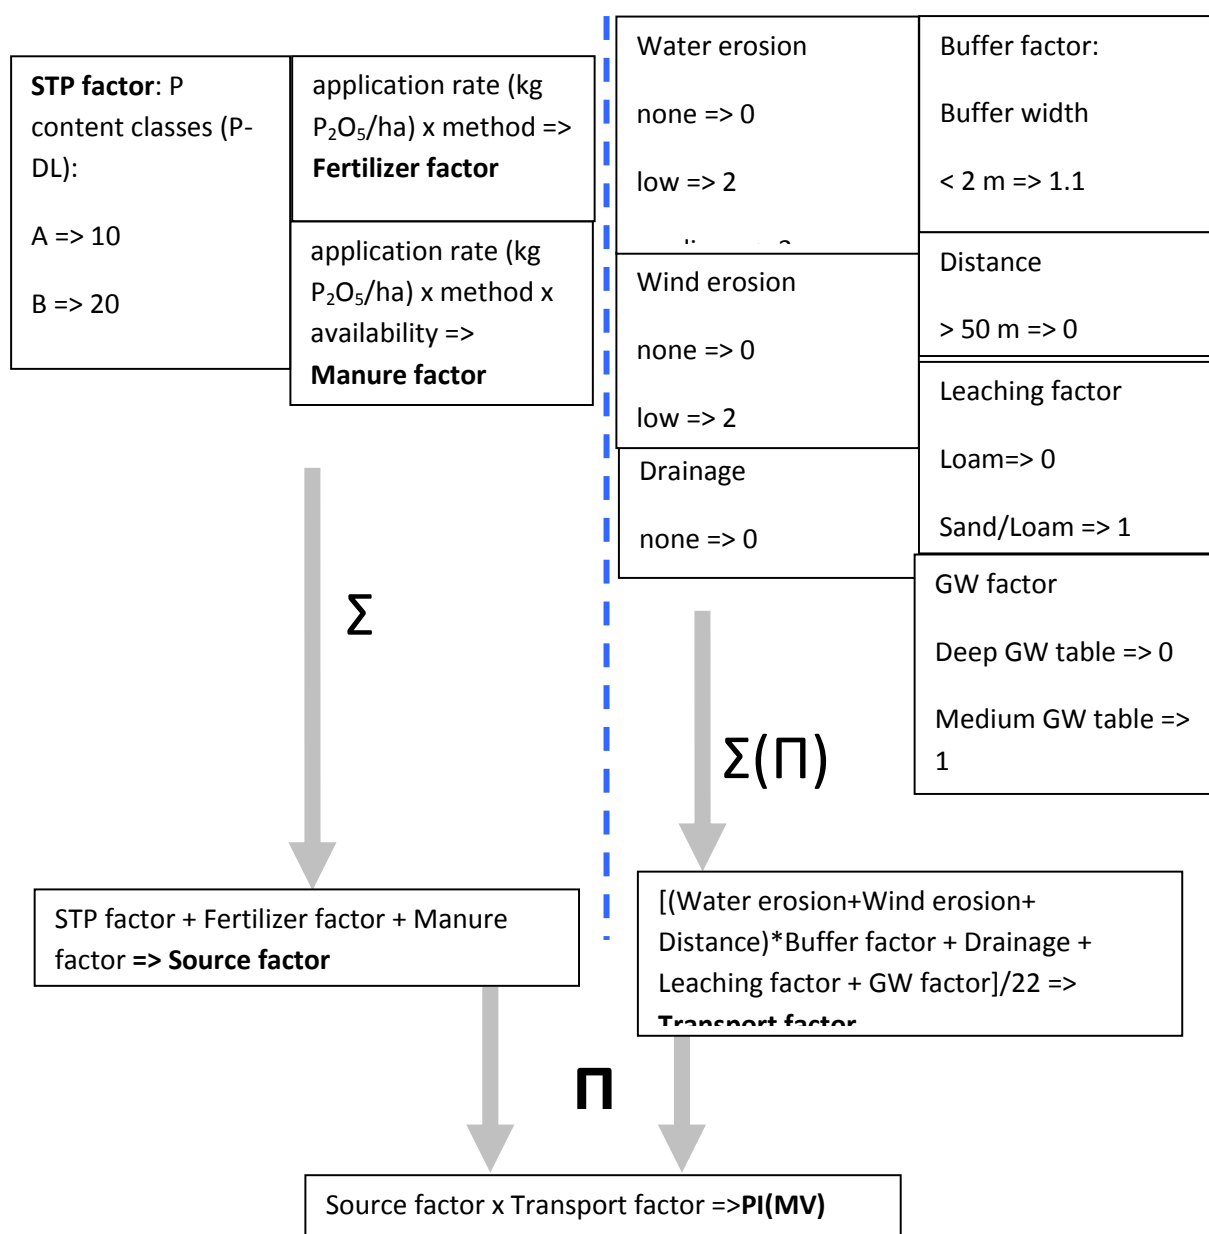 STP factor: P
content classes (P-
DL):
A => 10
B => 20
application rate (kg
P₂O₅/ha) x method =>
Fertilizer factor
application rate (kg
P₂O₅/ha) x method x
availability =>
Manure factor
Water erosion
none => 0
low => 2
Wind erosion
none => 0
low => 2
Drainage
none => 0
Buffer factor:
Buffer width
< 2 m => 1.1
Distance
> 50 m => 0
Leaching factor
Loam=> 0
Sand/Loam => 1
GW factor
Deep GW table => 0
Medium GW table =>
1
Σ
Σ(Π)
STP factor + Fertilizer factor + Manure
factor => Source factor
[(Water erosion+Wind erosion+
Distance)*Buffer factor + Drainage +
Leaching factor + GW factor]/22 =>
Transport factor
Π
Source factor x Transport factor =>PI(MV)